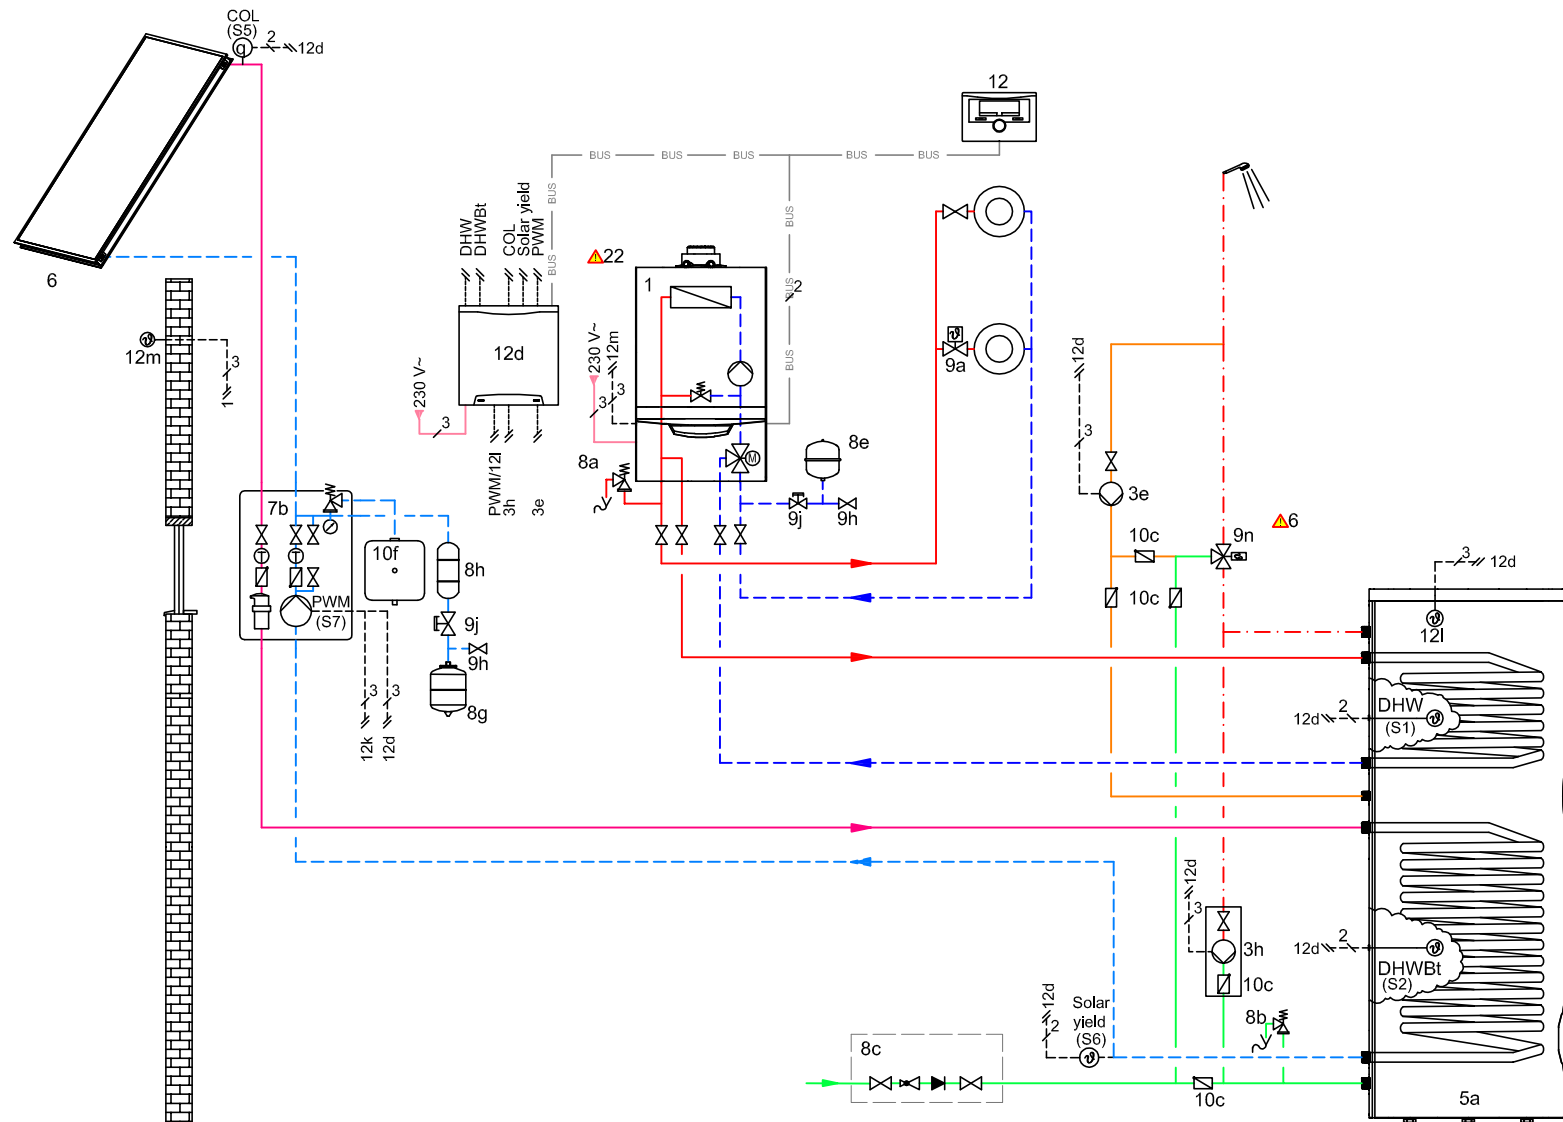 COL
(S5)
q
2
12d
6
12m
3
1
12
BUS
BUS
BUS
BUS
BUS
BUS
BUS
BUS
BUS
BUS
2
DHW
DHWBt
COL
Solar yield
PWM
12d
230 V~
3
PWM/12l
3h
3e
22
1
230 V~
12m
3
3
M
8a
8e
9j
9h
9a
7b
T
T
PWM
(S7)
10f
8h
9j
9h
8g
3
3
12k
12d
12d
3
3e
10c
10c
9n
6
3
12d
12l
DHW
(S1)
12d
2
12d
2
DHWBt
(S2)
12d
3
3h
10c
12d
2
Solar
yield
(S6)
8b
8c
10c
5a